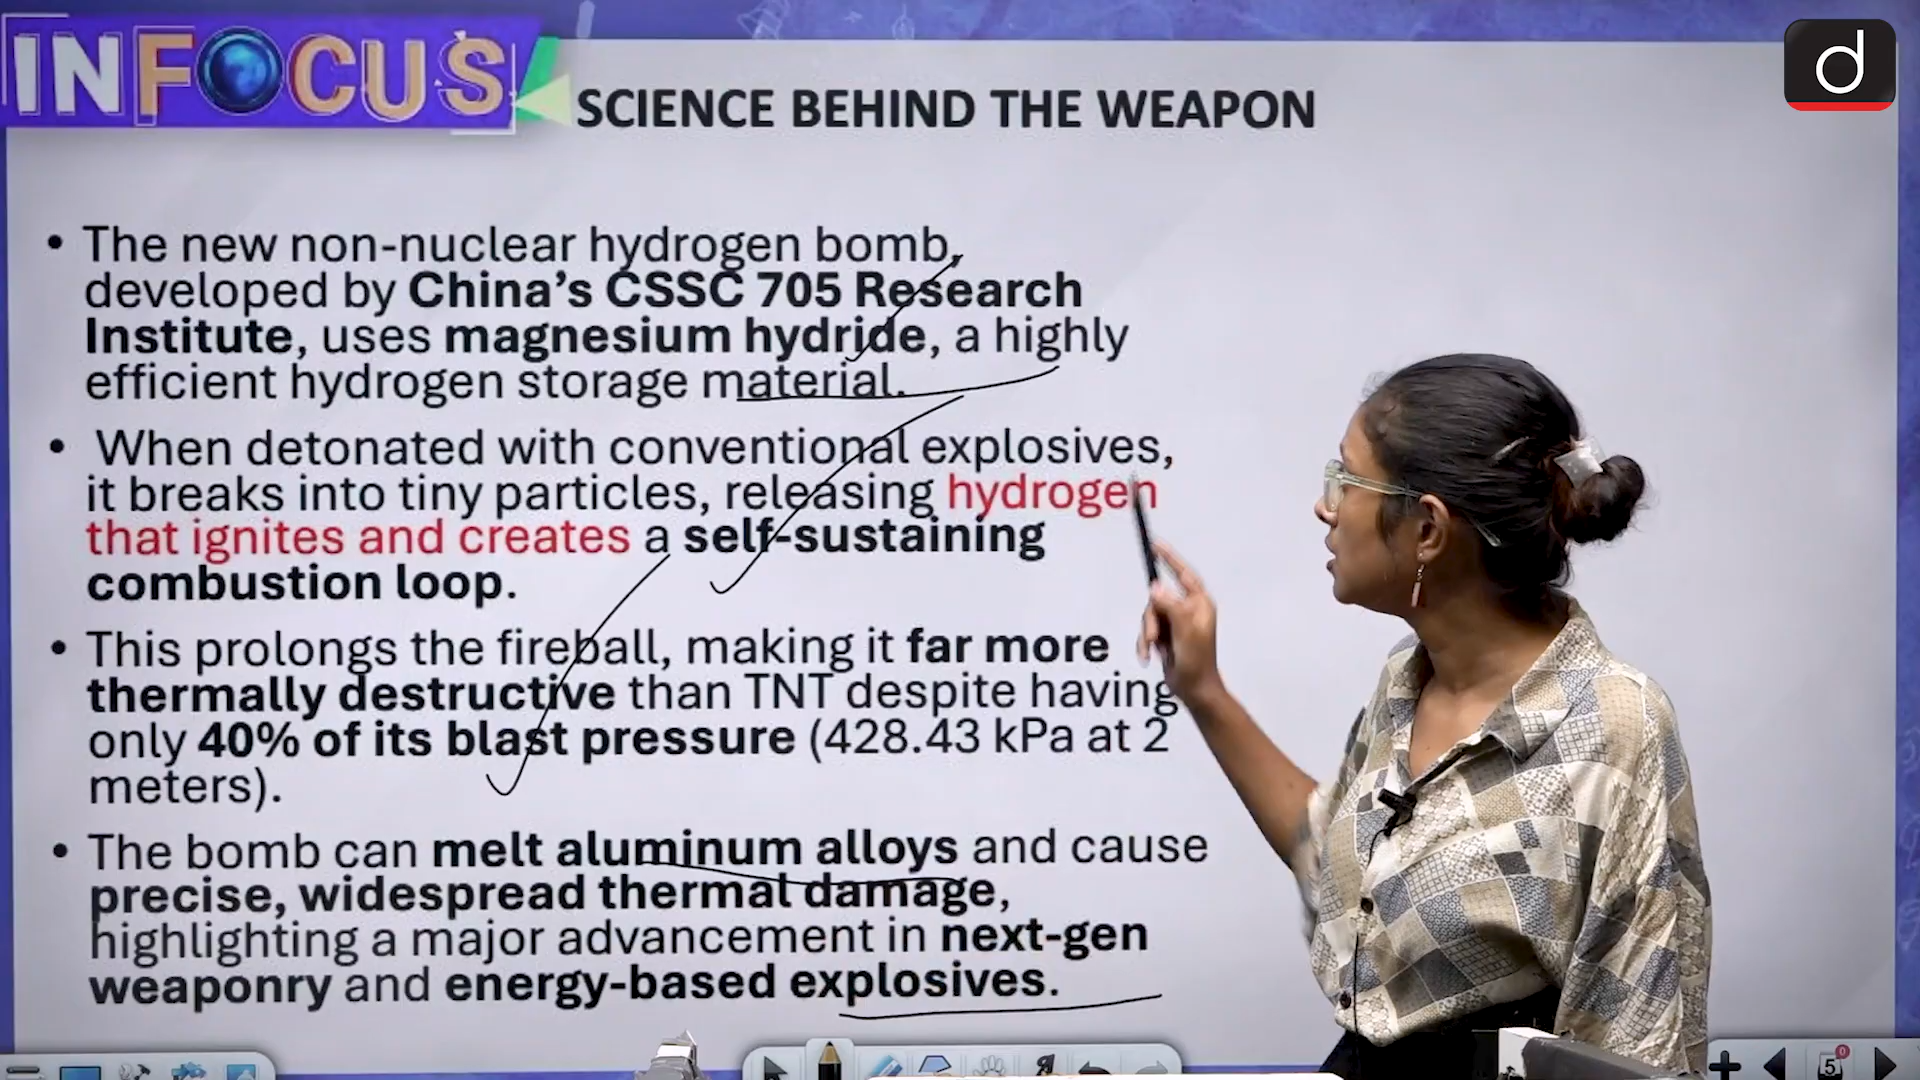 INFOCUS
SCIENCE BEHIND THE WEAPON
d
• The new non-nuclear hydrogen bomb,
developed by China’s CSSC 705 Research
Institute, uses magnesium hydride, a highly
efficient hydrogen storage material.
• When detonated with conventional explosives,
it breaks into tiny particles, releasing hydrogen
that ignites and creates a self-sustaining
combustion loop.
• This prolongs the fireball, making it far more
thermally destructive than TNT despite having
only 40% of its blast pressure (428.43 kPa at 2
meters).
• The bomb can melt aluminum alloys and cause
precise, widespread thermal damage,
highlighting a major advancement in next-gen
weaponry and energy-based explosives.
5
0